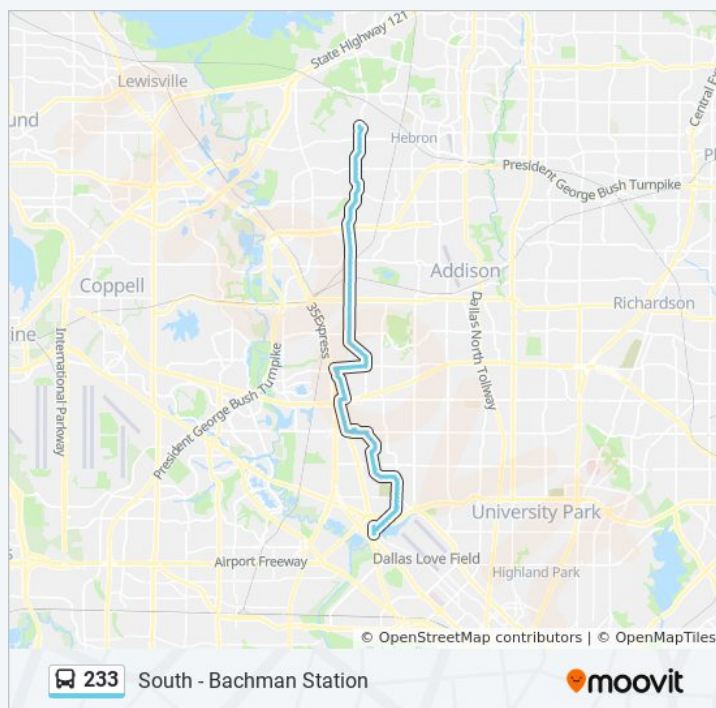 State Highway 121
Lewisville
Central E
und
Hebron
President George Bush Turnpike
Pl
Coppell
Addison
Richardson
ine
35Express
International Parkway
President George Bush Turnpike
Dallas North Tollway
University Park
Airport Freeway
Dallas Love Field
Highland Park
s
© OpenStreetMap contributors | © OpenMapTiles
233 South - Bachman Station
moovit